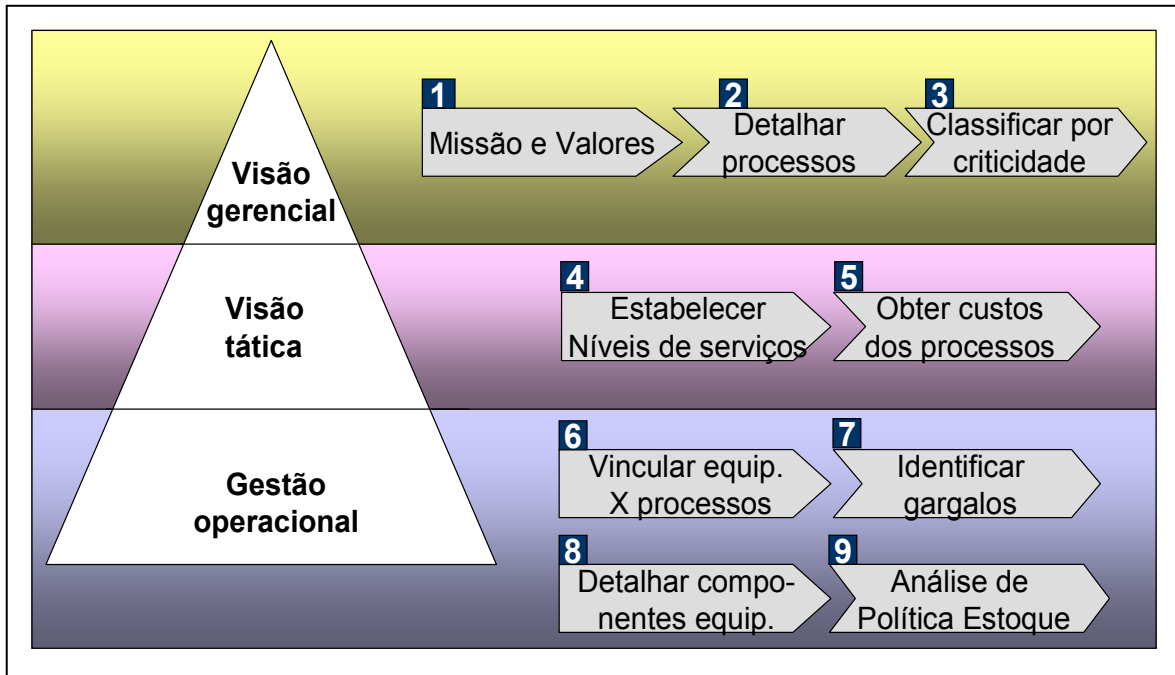 Visão
gerencial
1
Missão e Valores
2
Detalhar
processos
3
Classificar por
criticidade
Visão
tática
4
Estabelecer
Níveis de serviços
5
Obter custos
dos processos
Gestão
operacional
6
Vincular equip.
X processos
7
Identificar
gargalos
8
Detalhar compo-
nentes equip.
9
Análise de
Política Estoque